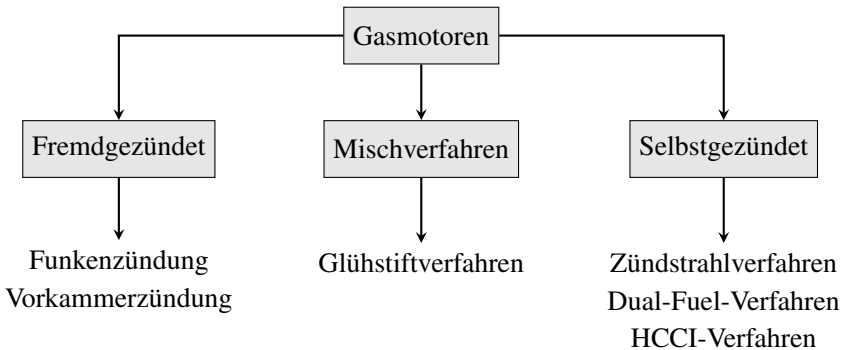 Gasmotoren
Fremdgezündet
Mischverfahren
Selbstgezündet
Funkenzündung
Vorkammerzündung
Glühstiftverfahren
Zündstrahlverfahren
Dual-Fuel-Verfahren
HCCI-Verfahren